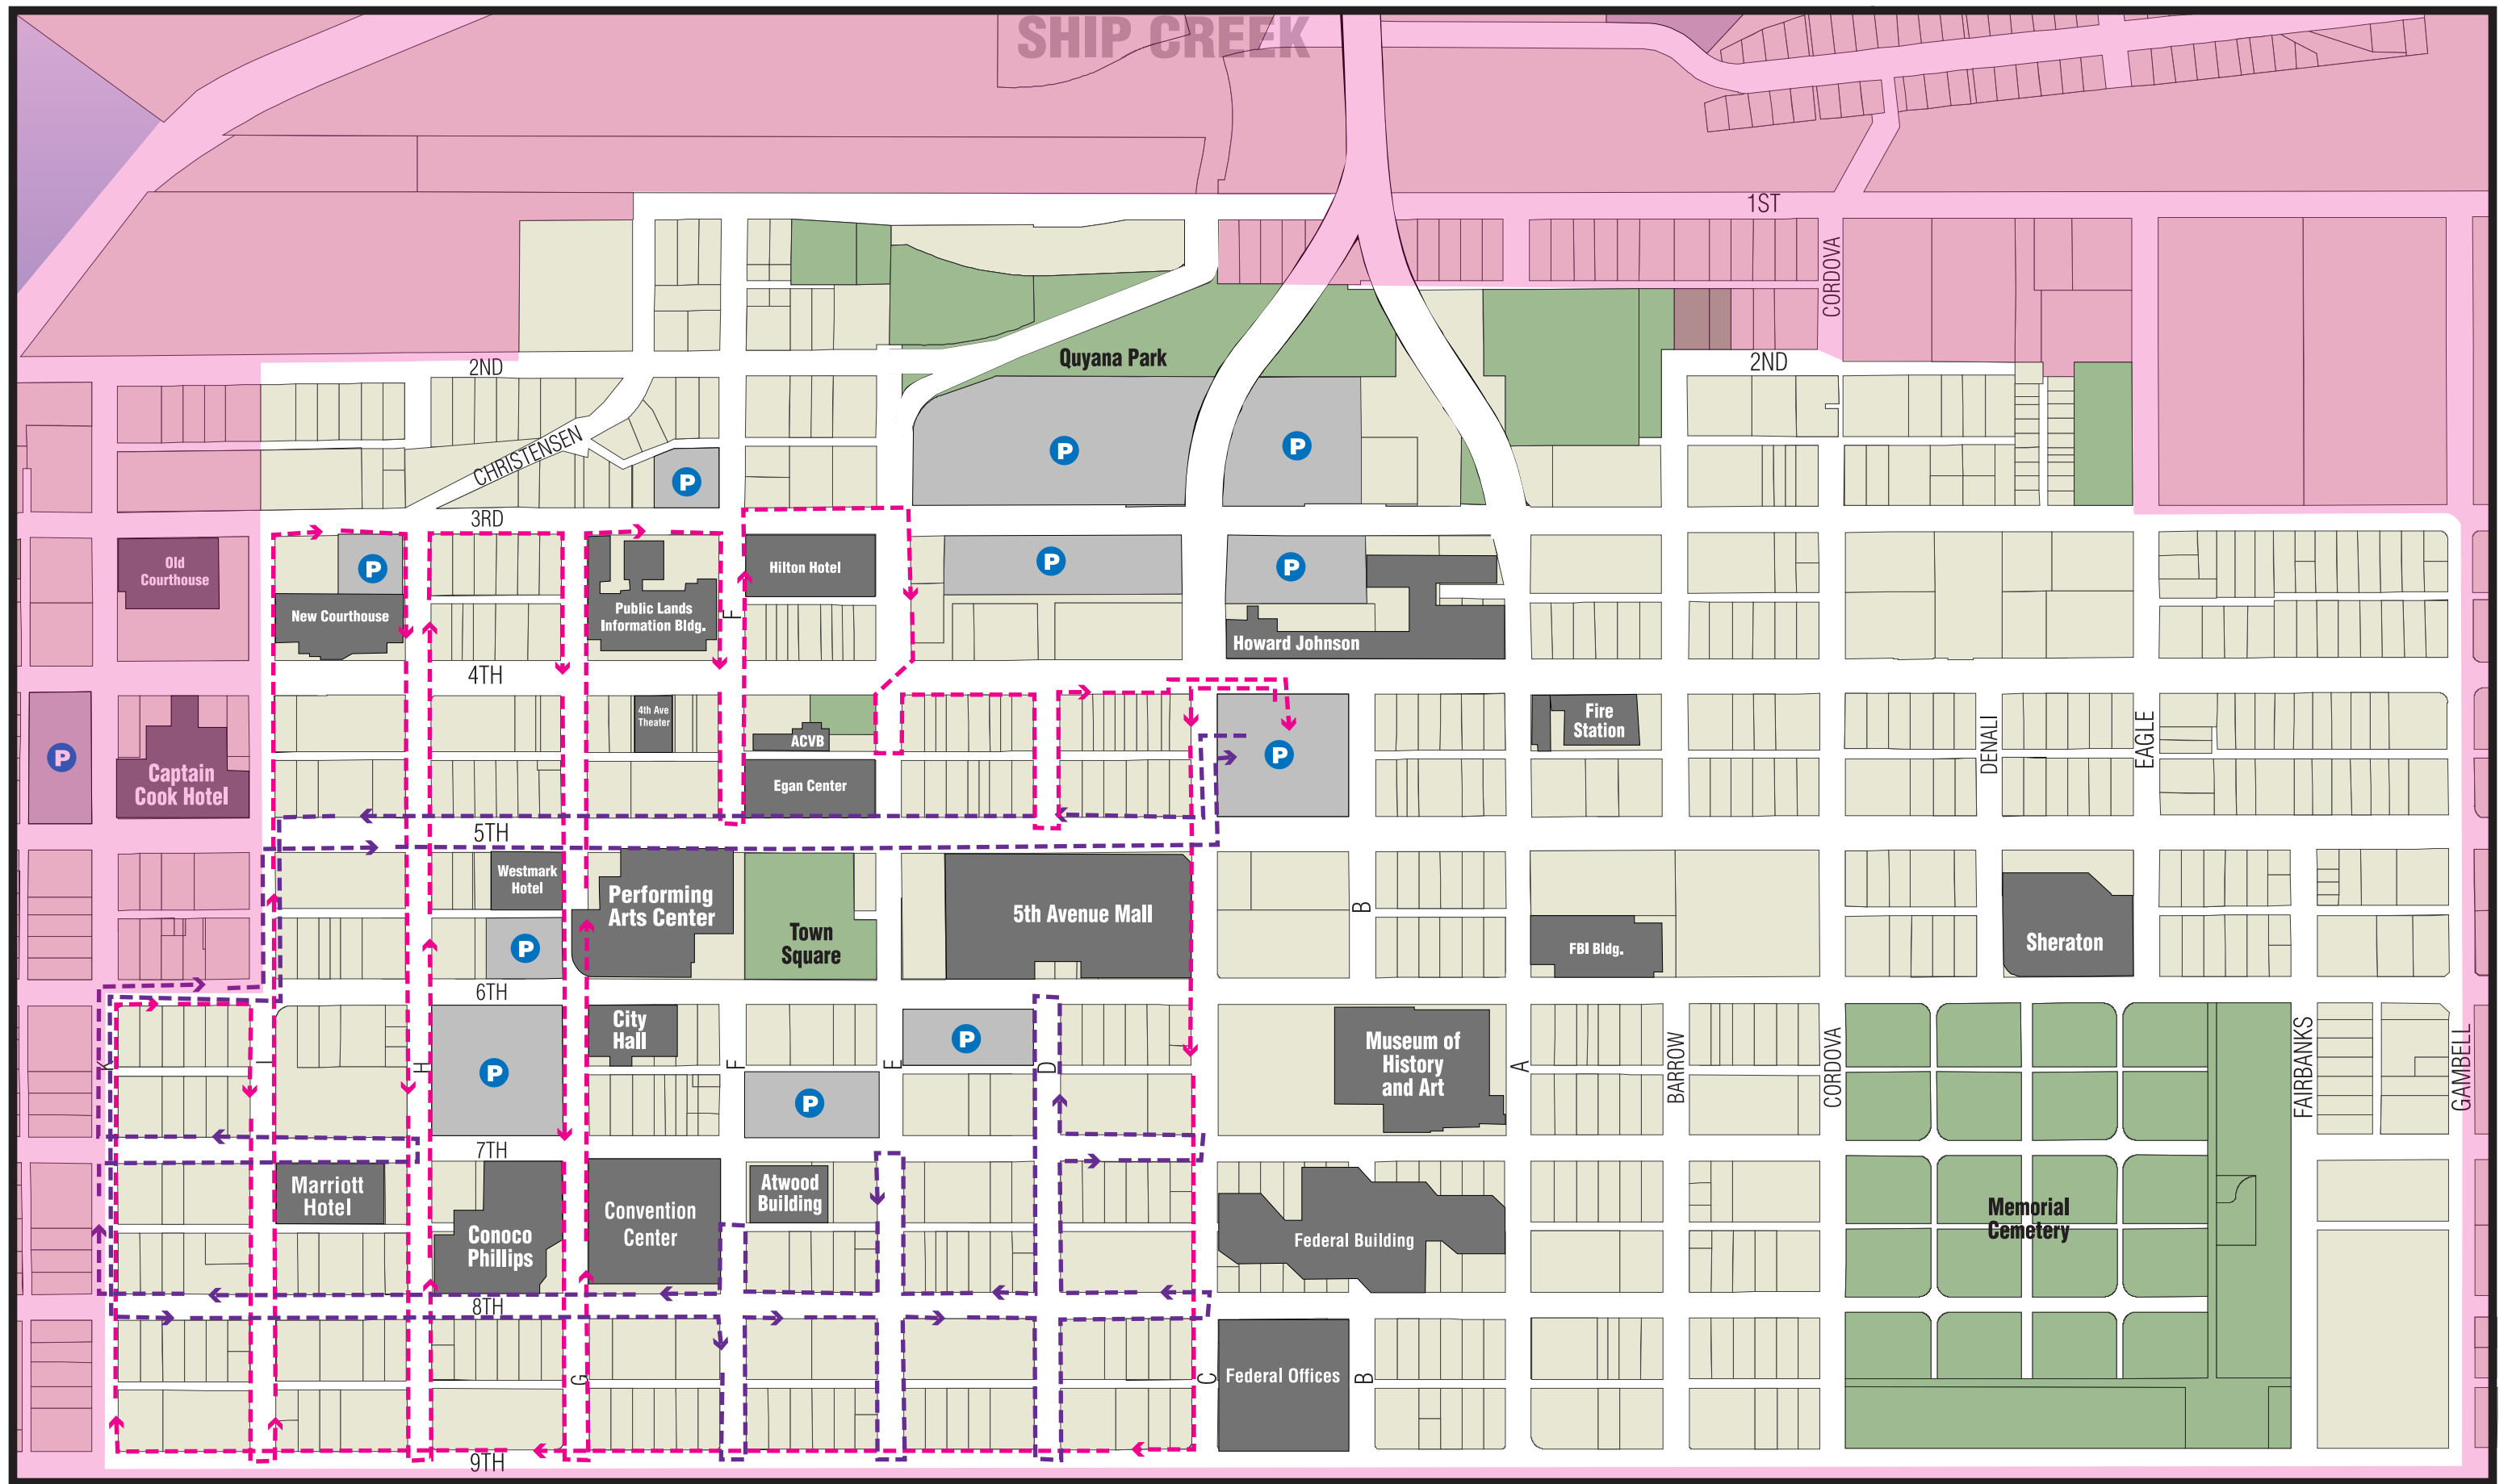 SHIP CREEK
1ST
CORDOVA
2ND
Quyana Park
2ND
CHRISTENSEN
P
P
P
3RD
Old
Courthouse
P
New Courthouse
Public Lands
Information Bldg.
F
Hilton Hotel
P
P
Howard Johnson
4TH
P
Captain
Cook Hotel
4th Ave
Theater
ACVB
Egan Center
P
Fire
Station
DENALI
EAGLE
5TH
Westmark
Hotel
P
Performing
Arts Center
Town
Square
5th Avenue Mall
B
FBI Bldg.
Sheraton
6TH
K
I
H
P
City
Hall
F
P
E
P
D
Museum of
History
and Art
A
BARROW
CORDOVA
FAIRBANKS
GAMBELL
7TH
Marriott
Hotel
Conoco
Phillips
Convention
Center
Atwood
Building
Federal Building
Memorial
Cemetery
8TH
G
C
Federal Offices
B
9TH